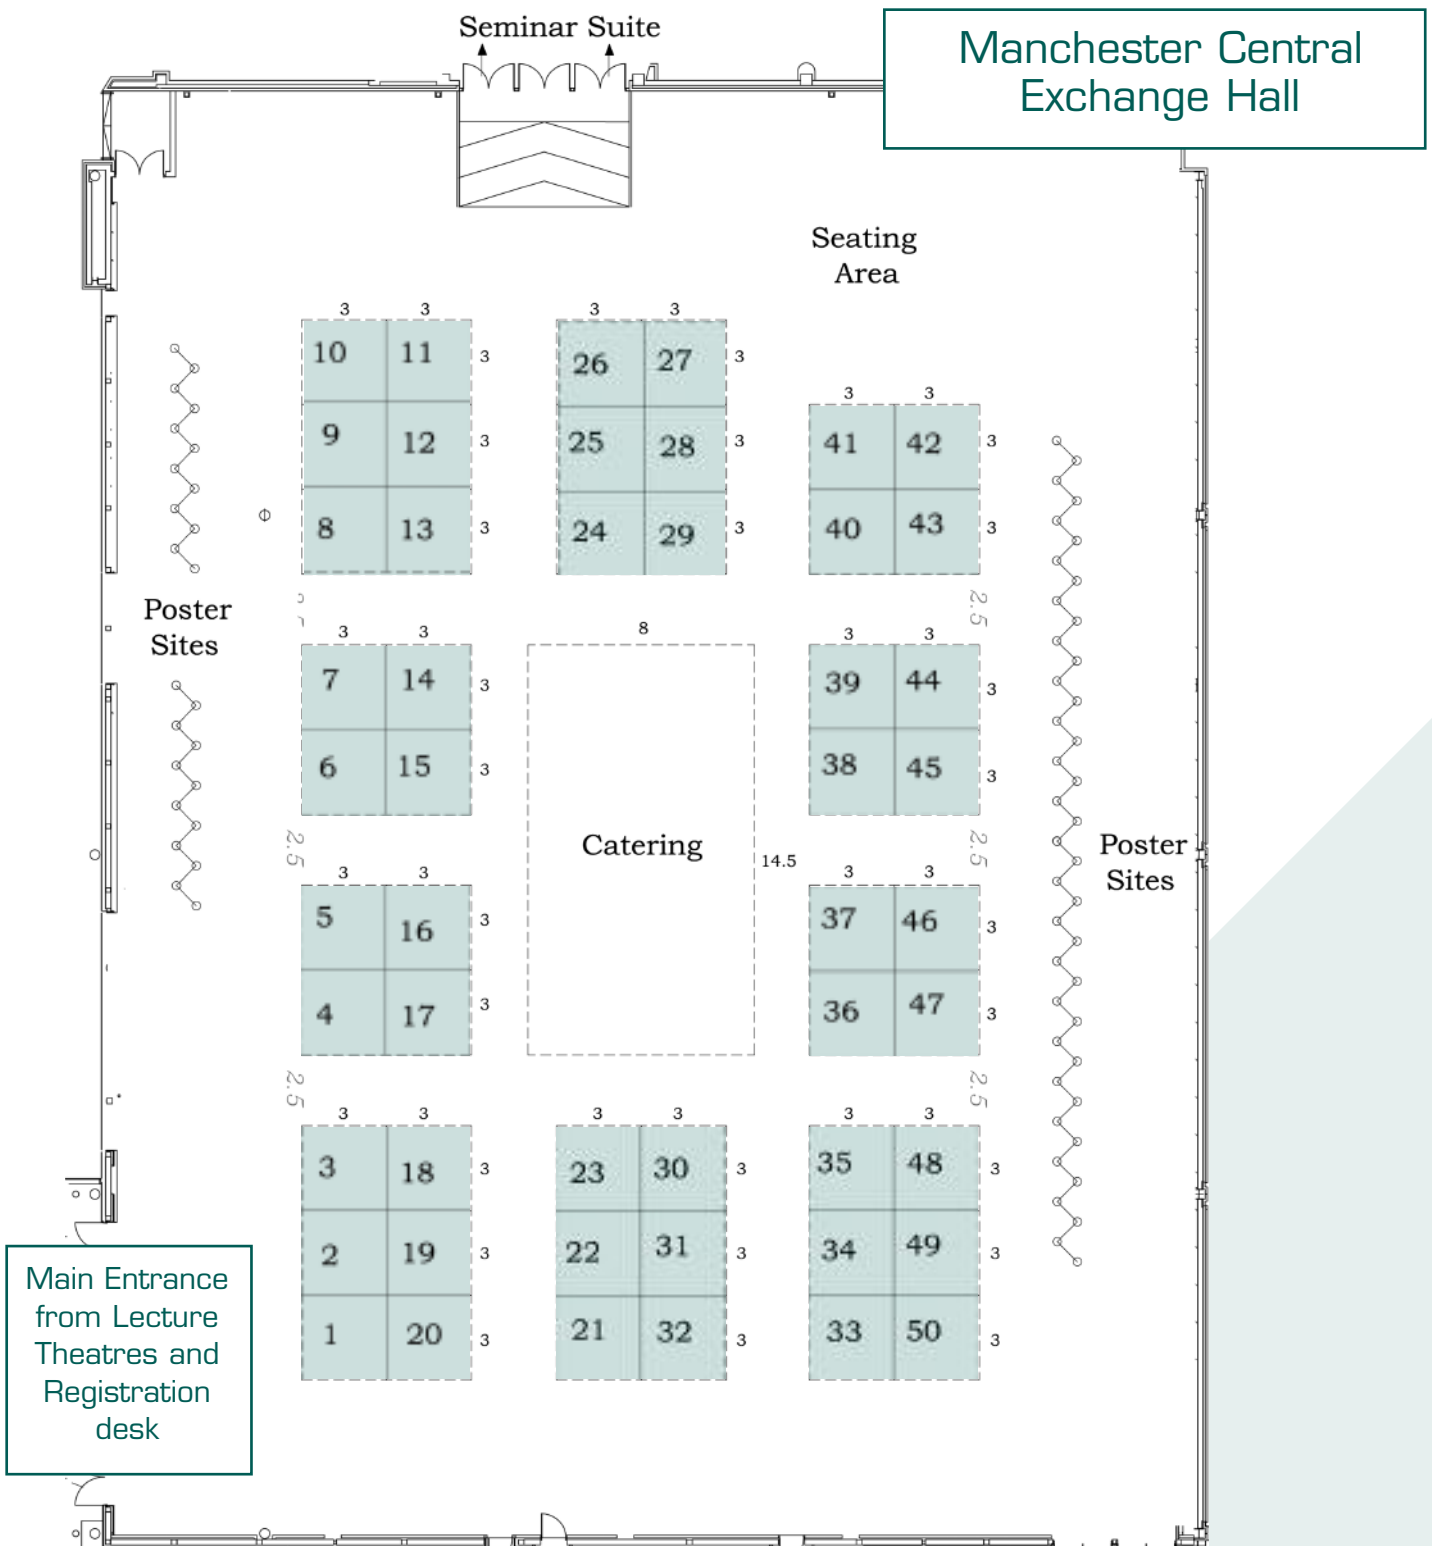 Seminar Suite
Manchester Central
Exchange Hall
Seating
Area
3 3
3 3
10 11 3
26 27 3
3 3
9 12 3
25 28 3
41 42 3
8 13 3
24 29 3
40 43 3
Poster
Sites
2.5
3 3
8
3 3
7 14 3
39 44 3
6 15 3
38 45 3
Catering
14.5
2.5
2.5
Poster
Sites
3 3
3 3
5 16 3
37 46 3
4 17 3
36 47 3
2.5
2.5
3 3
3 3
3 3
3 18 3
23 30 3
35 48 3
2 19 3
22 31 3
34 49 3
1 20 3
21 32 3
33 50 3
Main Entrance
from Lecture
Theatres and
Registration
desk